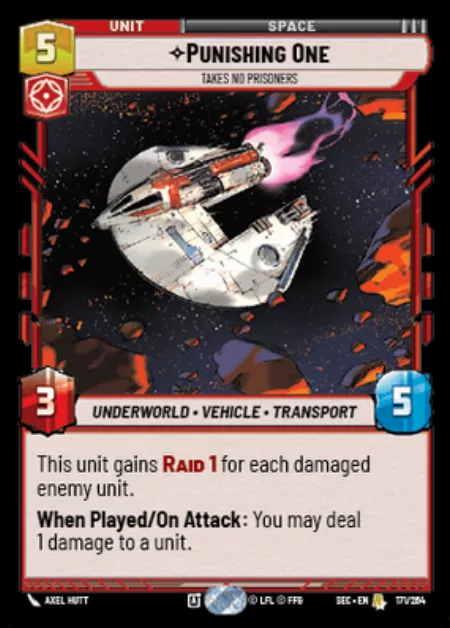 UNIT SPACE
5 PUNISHING ONE
TAKES NO PRISONERS
3 UNDERWORLD • VEHICLE • TRANSPORT 5
This unit gains RAID 1 for each damaged
enemy unit.
When Played/On Attack: You may deal
1 damage to a unit.
AXEL HUTT A © LFL © FFG SEC • EN 171/264